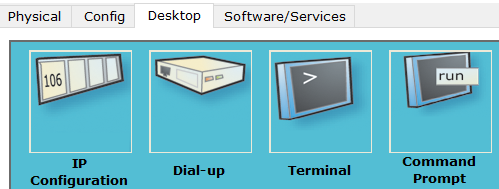 Physical Config Desktop Software/Services
106
>
run
IP
Configuration
Dial-up
Terminal
Command
Prompt